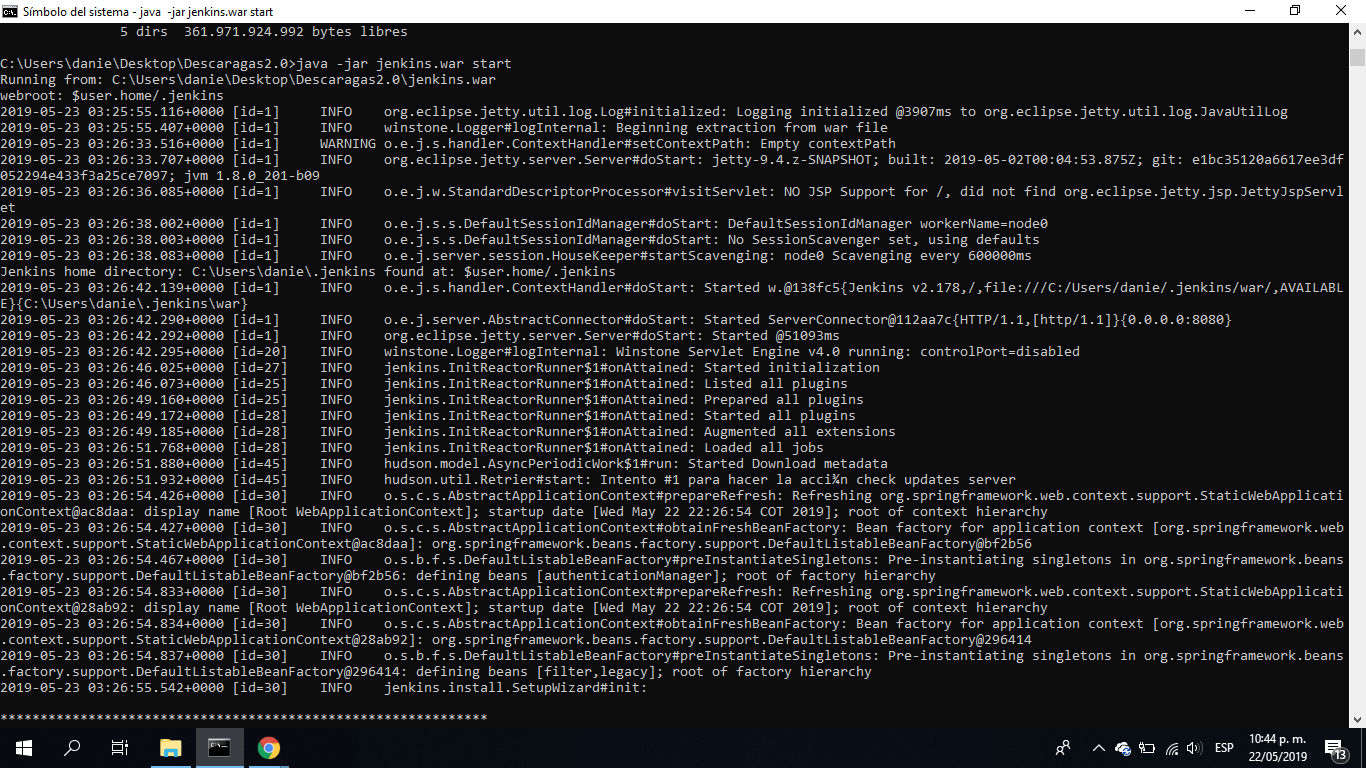 Símbolo del sistema - java  -jar jenkins.war start
5 dirs  361.971.924.992 bytes libres
C:\Users\danie\Desktop\Descaragas2.0>java -jar jenkins.war start
Running from: C:\Users\danie\Desktop\Descaragas2.0\jenkins.war
webroot: $user.home/.jenkins
2019-05-23 03:25:55.116+0000 [id=1]     INFO    org.eclipse.jetty.util.log.Log#initialized: Logging initialized @3907ms to org.eclipse.jetty.util.log.JavaUtilLog
2019-05-23 03:25:55.407+0000 [id=1]     INFO    winstone.Logger#logInternal: Beginning extraction from war file
2019-05-23 03:26:33.516+0000 [id=1]     WARNING o.e.j.s.handler.ContextHandler#setContextPath: Empty contextPath
2019-05-23 03:26:33.707+0000 [id=1]     INFO    org.eclipse.jetty.server.Server#doStart: jetty-9.4.z-SNAPSHOT; built: 2019-05-02T00:04:53.875Z; git: e1bc35120a6617ee3df
052294e433f3a25ce7097; jvm 1.8.0_201-b09
2019-05-23 03:26:36.085+0000 [id=1]     INFO    o.e.j.w.StandardDescriptorProcessor#visitServlet: NO JSP Support for /, did not find org.eclipse.jetty.jsp.JettyJspServl
et
2019-05-23 03:26:38.002+0000 [id=1]     INFO    o.e.j.s.s.DefaultSessionIdManager#doStart: DefaultSessionIdManager workerName=node0
2019-05-23 03:26:38.003+0000 [id=1]     INFO    o.e.j.s.s.DefaultSessionIdManager#doStart: No SessionScavenger set, using defaults
2019-05-23 03:26:38.083+0000 [id=1]     INFO    o.e.j.server.session.HouseKeeper#startScavenging: node0 Scavenging every 600000ms
Jenkins home directory: C:\Users\danie\.jenkins found at: $user.home/.jenkins
2019-05-23 03:26:42.139+0000 [id=1]     INFO    o.e.j.s.handler.ContextHandler#doStart: Started w.@138fc5{Jenkins v2.178,/,file:///C:/Users/danie/.jenkins/war/,AVAILABL
E}{C:\Users\danie\.jenkins\war}
2019-05-23 03:26:42.290+0000 [id=1]     INFO    o.e.j.server.AbstractConnector#doStart: Started ServerConnector@112aa7c{HTTP/1.1,[http/1.1]}{0.0.0.0:8080}
2019-05-23 03:26:42.292+0000 [id=1]     INFO    org.eclipse.jetty.server.Server#doStart: Started @51093ms
2019-05-23 03:26:42.295+0000 [id=20]    INFO    winstone.Logger#logInternal: Winstone Servlet Engine v4.0 running: controlPort=disabled
2019-05-23 03:26:46.025+0000 [id=27]    INFO    jenkins.InitReactorRunner$1#onAttained: Started initialization
2019-05-23 03:26:46.073+0000 [id=25]    INFO    jenkins.InitReactorRunner$1#onAttained: Listed all plugins
2019-05-23 03:26:49.160+0000 [id=25]    INFO    jenkins.InitReactorRunner$1#onAttained: Prepared all plugins
2019-05-23 03:26:49.172+0000 [id=28]    INFO    jenkins.InitReactorRunner$1#onAttained: Started all plugins
2019-05-23 03:26:49.185+0000 [id=28]    INFO    jenkins.InitReactorRunner$1#onAttained: Augmented all extensions
2019-05-23 03:26:51.768+0000 [id=28]    INFO    jenkins.InitReactorRunner$1#onAttained: Loaded all jobs
2019-05-23 03:26:51.880+0000 [id=45]    INFO    hudson.model.AsyncPeriodicWork$1#run: Started Download metadata
2019-05-23 03:26:51.932+0000 [id=45]    INFO    hudson.util.Retrier#start: Intento #1 para hacer la acci¾n check updates server
2019-05-23 03:26:54.426+0000 [id=30]    INFO    o.s.c.s.AbstractApplicationContext#prepareRefresh: Refreshing org.springframework.web.context.support.StaticWebApplicati
onContext@ac8daa: display name [Root WebApplicationContext]; startup date [Wed May 22 22:26:54 COT 2019]; root of context hierarchy
2019-05-23 03:26:54.427+0000 [id=30]    INFO    o.s.c.s.AbstractApplicationContext#obtainFreshBeanFactory: Bean factory for application context [org.springframework.web
.context.support.StaticWebApplicationContext@ac8daa]: org.springframework.beans.factory.support.DefaultListableBeanFactory@bf2b56
2019-05-23 03:26:54.467+0000 [id=30]    INFO    o.s.b.f.s.DefaultListableBeanFactory#preInstantiateSingletons: Pre-instantiating singletons in org.springframework.beans
.factory.support.DefaultListableBeanFactory@bf2b56: defining beans [authenticationManager]; root of factory hierarchy
2019-05-23 03:26:54.833+0000 [id=30]    INFO    o.s.c.s.AbstractApplicationContext#prepareRefresh: Refreshing org.springframework.web.context.support.StaticWebApplicati
onContext@28ab92: display name [Root WebApplicationContext]; startup date [Wed May 22 22:26:54 COT 2019]; root of context hierarchy
2019-05-23 03:26:54.834+0000 [id=30]    INFO    o.s.c.s.AbstractApplicationContext#obtainFreshBeanFactory: Bean factory for application context [org.springframework.web
.context.support.StaticWebApplicationContext@28ab92]: org.springframework.beans.factory.support.DefaultListableBeanFactory@296414
2019-05-23 03:26:54.837+0000 [id=30]    INFO    o.s.b.f.s.DefaultListableBeanFactory#preInstantiateSingletons: Pre-instantiating singletons in org.springframework.beans
.factory.support.DefaultListableBeanFactory@296414: defining beans [filter,legacy]; root of factory hierarchy
2019-05-23 03:26:55.542+0000 [id=30]    INFO    jenkins.install.SetupWizard#init:
*************************************************************
ESP
10:44 p. m.
22/05/2019
13